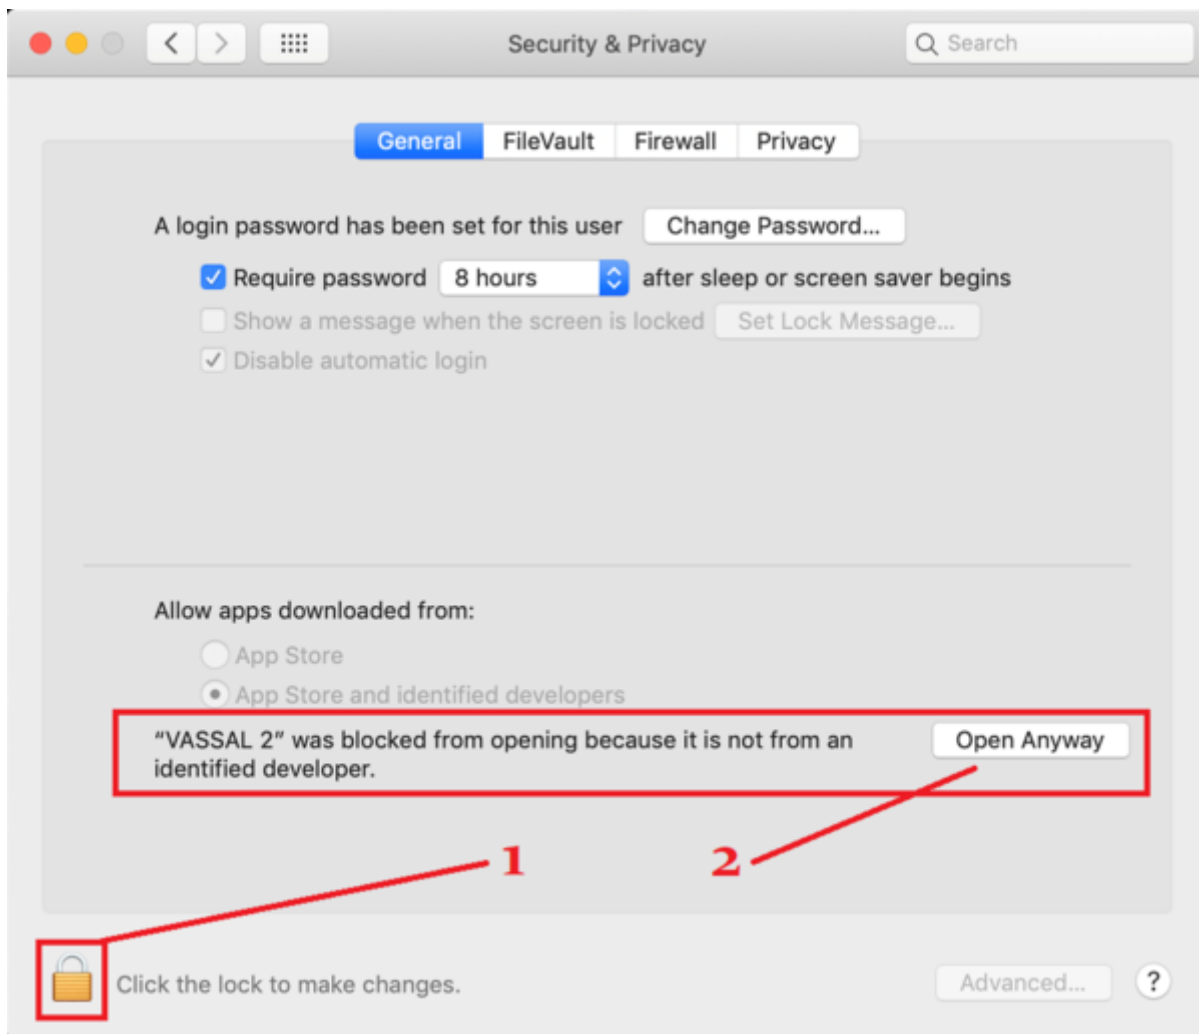 Security & Privacy
Search
General FileVault Firewall Privacy
A login password has been set for this user Change Password...
Require password 8 hours after sleep or screen saver begins
Show a message when the screen is locked Set Lock Message...
Disable automatic login
Allow apps downloaded from:
App Store
App Store and identified developers
“VASSAL 2” was blocked from opening because it is not from an Open Anyway
identified developer.
1 2
Click the lock to make changes. Advanced... ?